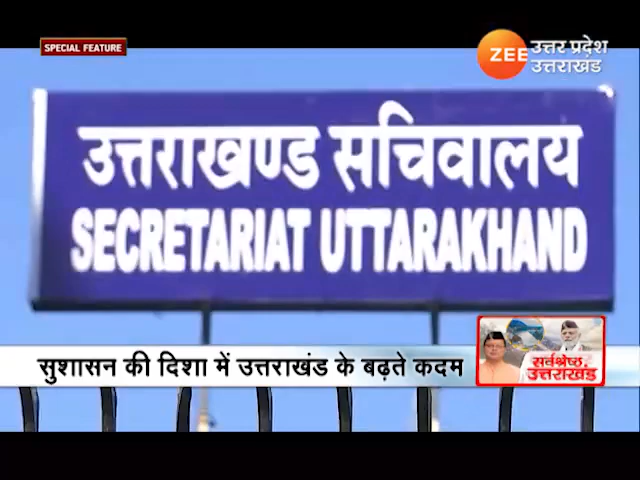 SPECIAL FEATURE
ZEE उत्तर प्रदेश
उत्तराखंड
उत्तराखण्ड सचिवालय
SECRETARIAT UTTARAKHAND
सुशासन की दिशा में उत्तराखंड के बढ़ते कदम
सर्वश्रेष्ठ
उत्तराखंड